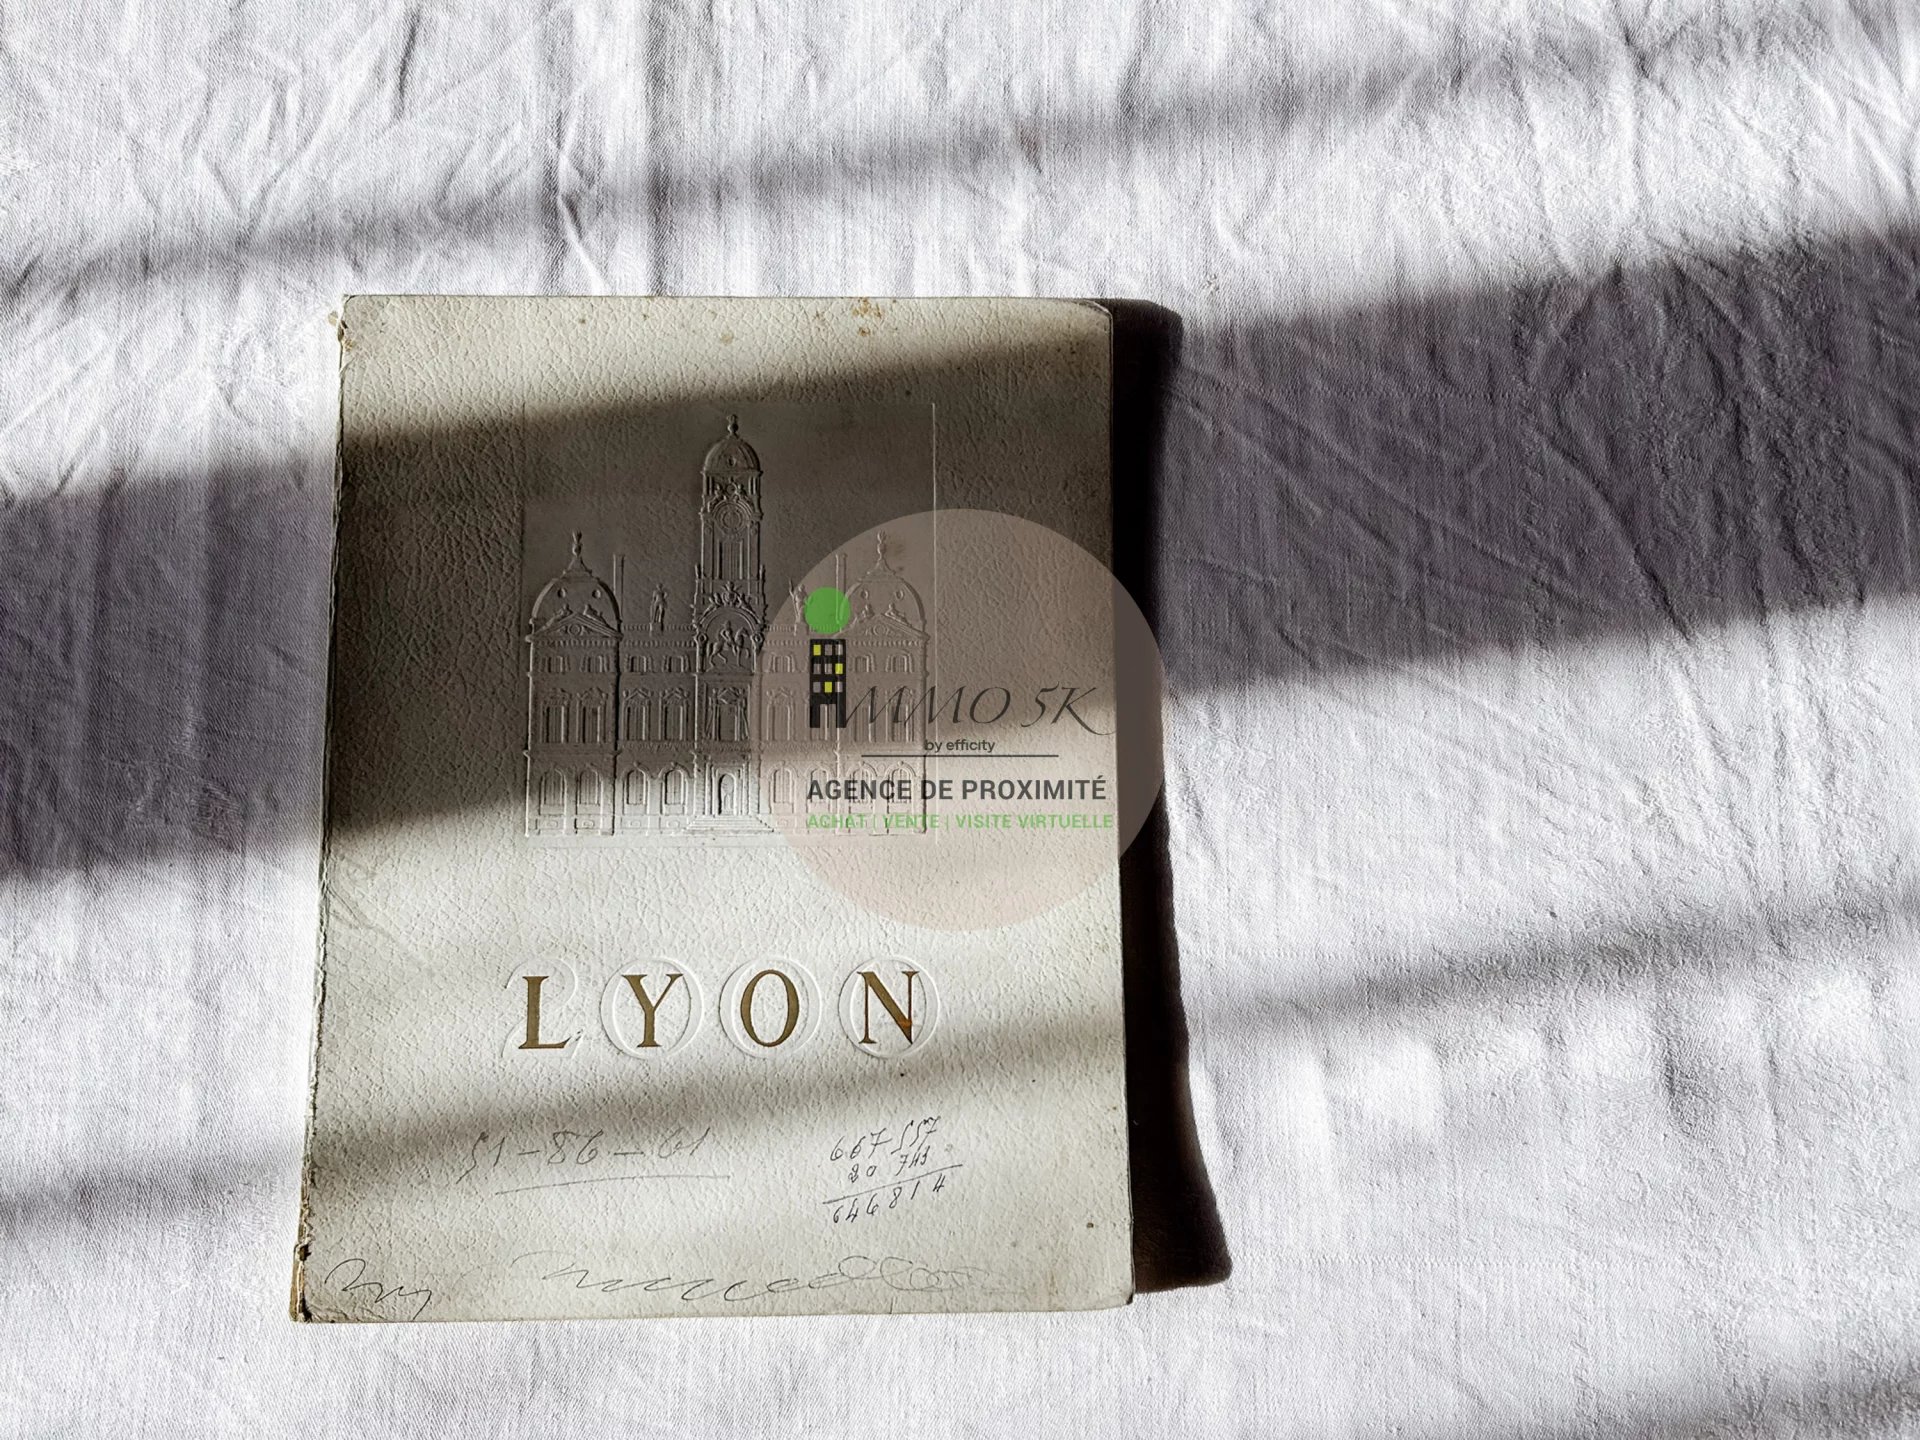 iMMO 5K
by efficity
AGENCE DE PROXIMITÉ
ACHAT | VENTE | VISITE VIRTUELLE
LYON
51-86-61
667 557
20 743
646814